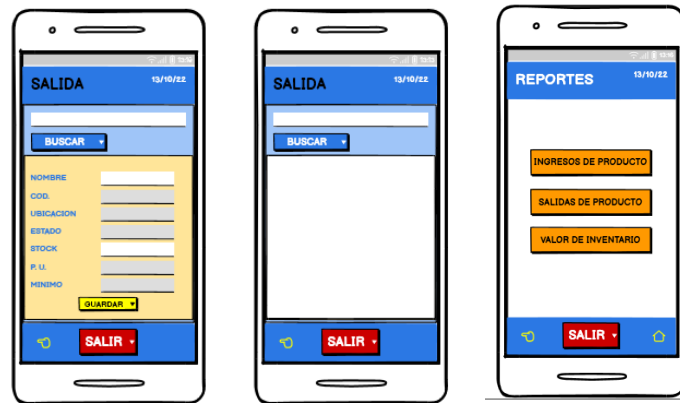 SALIDA
13/10/22
BUSCAR
NOMBRE
COD.
UBICACION
ESTADO
STOCK
P. U.
MINIMO
GUARDAR
SALIR
SALIDA
13/10/22
BUSCAR
SALIR
REPORTES
13/10/22
INGRESOS DE PRODUCTO
SALIDAS DE PRODUCTO
VALOR DE INVENTARIO
SALIR